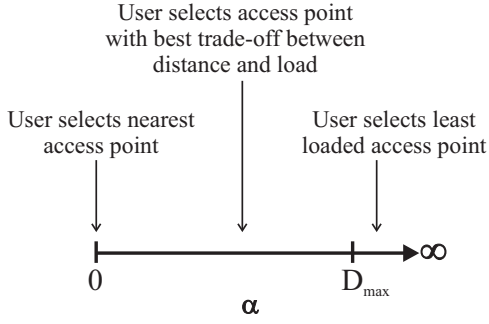 User selects access point
with best trade-off between
distance and load
User selects nearest
access point
User selects least
loaded access point
0
D_max
∞
α